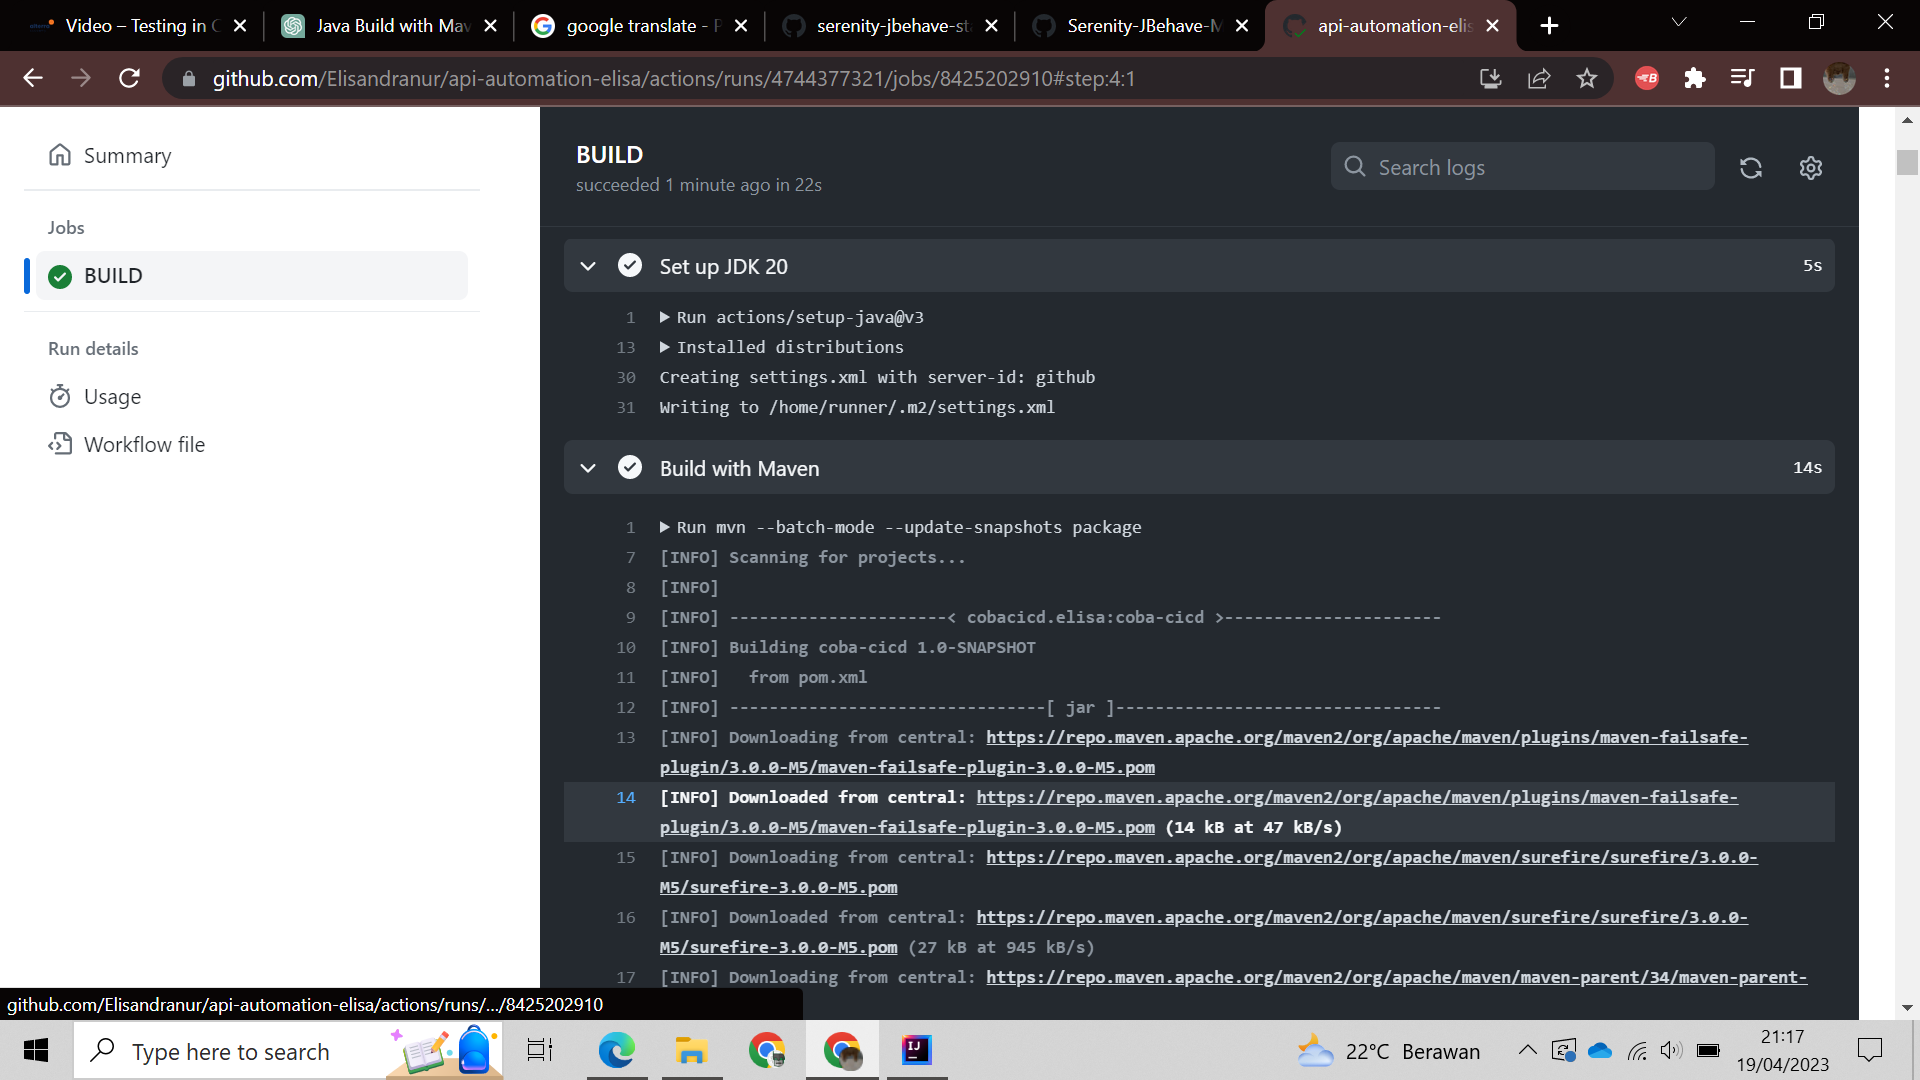 Video – Testing in C
Java Build with Mav
google translate - P
serenity-jbehave-sta
Serenity-JBehave-M
api-automation-elis
github.com/Elisandranur/api-automation-elisa/actions/runs/4744377321/jobs/8425202910#step:4:1
Summary
Jobs
BUILD
Run details
Usage
Workflow file
BUILD
succeeded 1 minute ago in 22s
Search logs
Set up JDK 20
5s
1 Run actions/setup-java@v3
13 Installed distributions
30 Creating settings.xml with server-id: github
31 Writing to /home/runner/.m2/settings.xml
Build with Maven
14s
1 Run mvn --batch-mode --update-snapshots package
7 [INFO] Scanning for projects...
8 [INFO]
9 [INFO] ----------------------< cobacicd.elisa:coba-cicd >----------------------
10 [INFO] Building coba-cicd 1.0-SNAPSHOT
11 [INFO]   from pom.xml
12 [INFO] --------------------------------[ jar ]---------------------------------
13 [INFO] Downloading from central: https://repo.maven.apache.org/maven2/org/apache/maven/plugins/maven-failsafe-
plugin/3.0.0-M5/maven-failsafe-plugin-3.0.0-M5.pom
14 [INFO] Downloaded from central: https://repo.maven.apache.org/maven2/org/apache/maven/plugins/maven-failsafe-
plugin/3.0.0-M5/maven-failsafe-plugin-3.0.0-M5.pom (14 kB at 47 kB/s)
15 [INFO] Downloading from central: https://repo.maven.apache.org/maven2/org/apache/maven/surefire/surefire/3.0.0-
M5/surefire-3.0.0-M5.pom
16 [INFO] Downloaded from central: https://repo.maven.apache.org/maven2/org/apache/maven/surefire/surefire/3.0.0-
M5/surefire-3.0.0-M5.pom (27 kB at 945 kB/s)
17 [INFO] Downloading from central: https://repo.maven.apache.org/maven2/org/apache/maven/maven-parent/34/maven-parent-
github.com/Elisandranur/api-automation-elisa/actions/runs/.../8425202910
Type here to search
22°C Berawan
21:17
19/04/2023